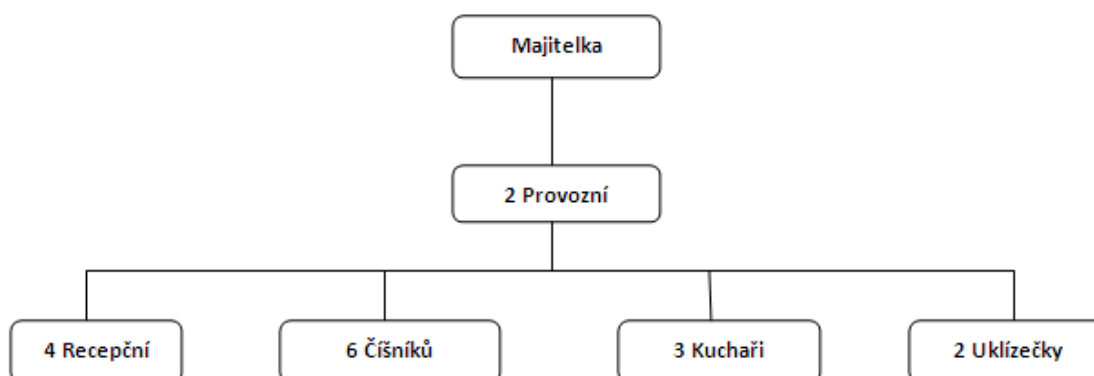 Majitelka
2 Provozní
4 Recepční
6 Číšníků
3 Kuchaři
2 Uklízečky